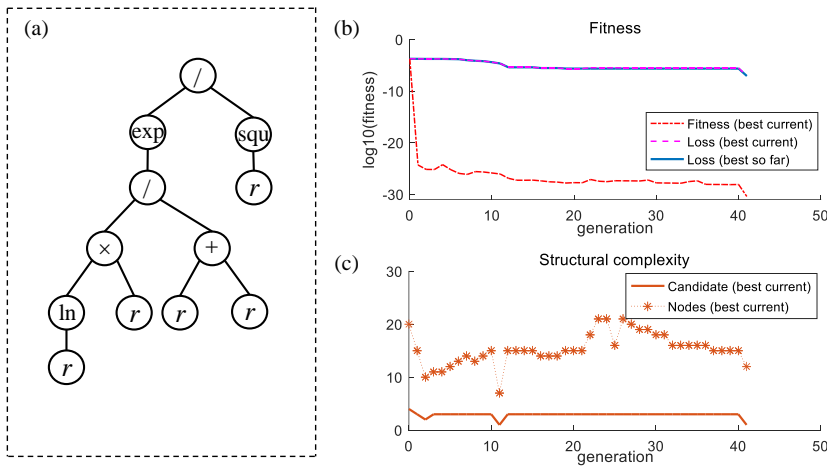 (a)
/
exp
squ
/
r
×
+
ln
r
r
r
r
(b)
Fitness
log10(fitness)
0
-10
-20
-30
Fitness (best current)
Loss (best current)
Loss (best so far)
0
10
20
30
40
50
generation
(c)
Structural complexity
30
20
10
0
Candidate (best current)
Nodes (best current)
0
10
20
30
40
50
generation